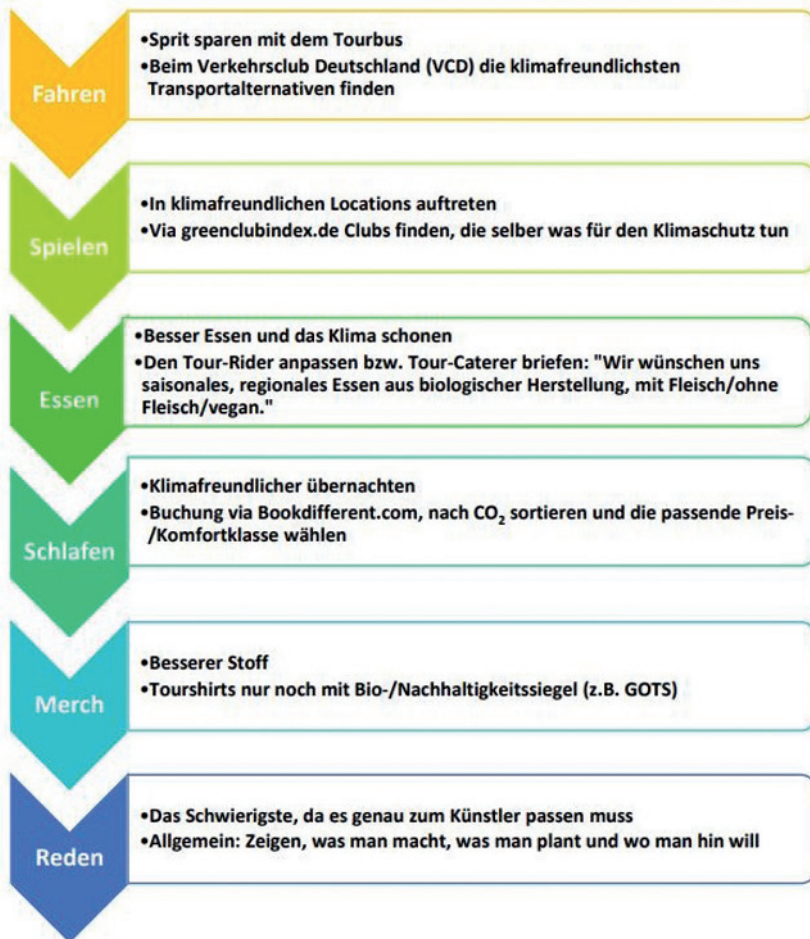 Fahren
•Sprit sparen mit dem Tourbus
•Beim Verkehrsclub Deutschland (VCD) die klimafreundlichsten
Transportalternativen finden
Spielen
•In klimafreundlichen Locations auftreten
•Via greenclubindex.de Clubs finden, die selber was für den Klimaschutz tun
Essen
•Besser Essen und das Klima schonen
•Den Tour-Rider anpassen bzw. Tour-Caterer briefen: "Wir wünschen uns
saisonales, regionales Essen aus biologischer Herstellung, mit Fleisch/ohne
Fleisch/vegan."
Schlafen
•Klimafreundlicher übernachten
•Buchung via Bookdifferent.com, nach CO₂ sortieren und die passende Preis-
/Komfortklasse wählen
Merch
•Besserer Stoff
•Tourshirts nur noch mit Bio-/Nachhaltigkeitssiegel (z.B. GOTS)
Reden
•Das Schwierigste, da es genau zum Künstler passen muss
•Allgemein: Zeigen, was man macht, was man plant und wo man hin will